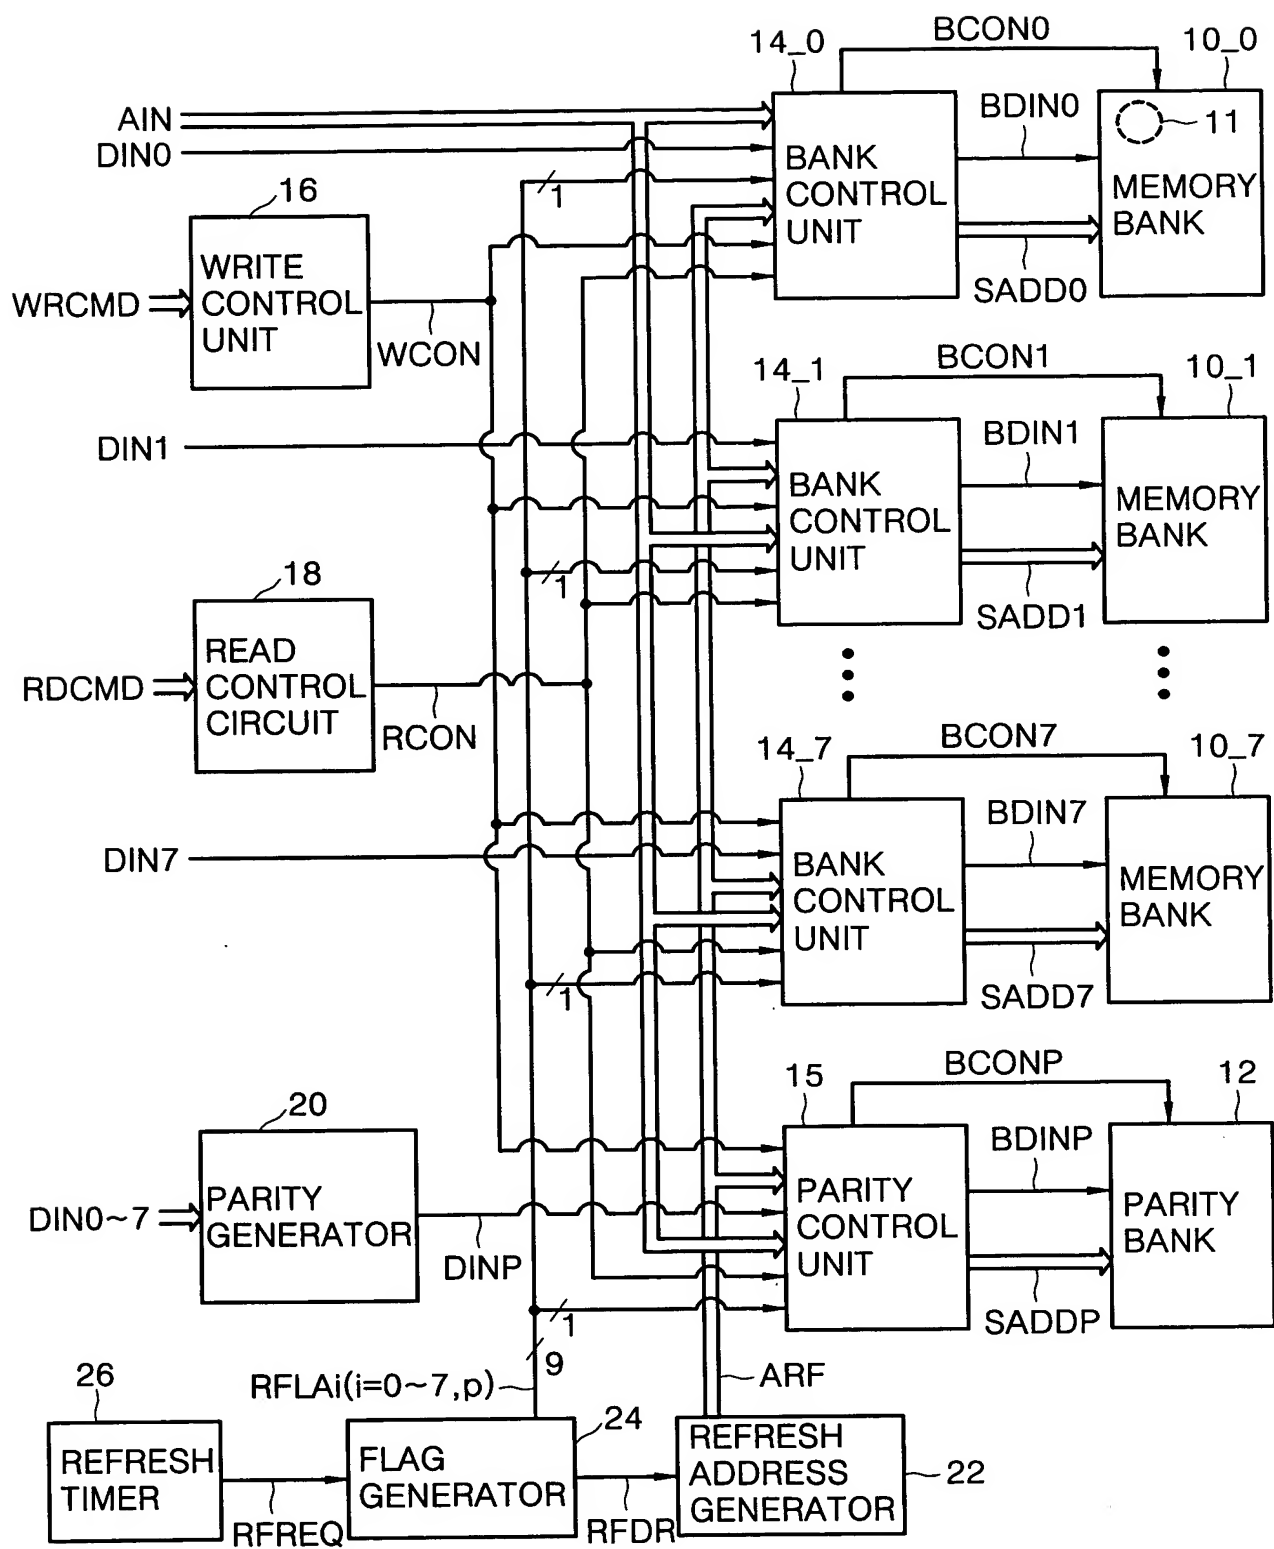 BCON0
14_0
10_0
AIN
DIN0
BDIN0
11
1
BANK
CONTROL
UNIT
MEMORY
BANK
16
WRITE
CONTROL
UNIT
WRCMD
WCON
SADD0
BCON1
14_1
10_1
DIN1
BDIN1
BANK
CONTROL
UNIT
MEMORY
BANK
1
SADD1
18
READ
CONTROL
CIRCUIT
RDCMD
RCON
BCON7
14_7
10_7
DIN7
BDIN7
BANK
CONTROL
UNIT
MEMORY
BANK
1
SADD7
BCONP
15
12
20
BDINP
PARITY
GENERATOR
DIN0~7
DINP
PARITY
CONTROL
UNIT
PARITY
BANK
1
SADDP
9
RFLAi(i=0~7,p)
ARF
26
24
REFRESH
TIMER
FLAG
GENERATOR
REFRESH
ADDRESS
GENERATOR
22
RFREQ
RFDR